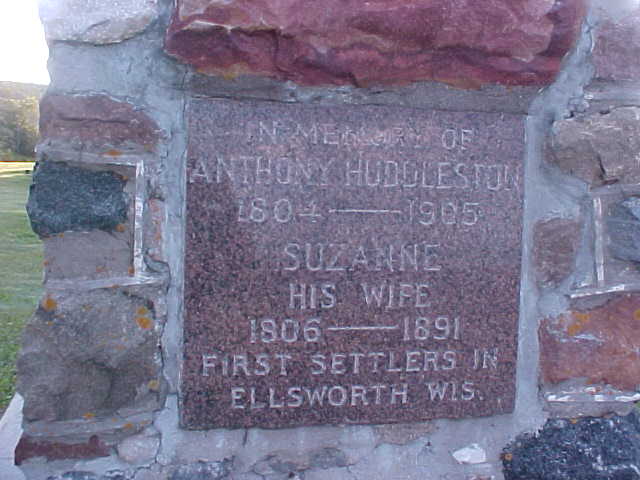 IN MEMORY OF
ANTHONY HUDDLESTON
1804 — 1905
SUZANNE
HIS WIFE
1806 — 1891
FIRST SETTLERS IN
ELLSWORTH WIS.